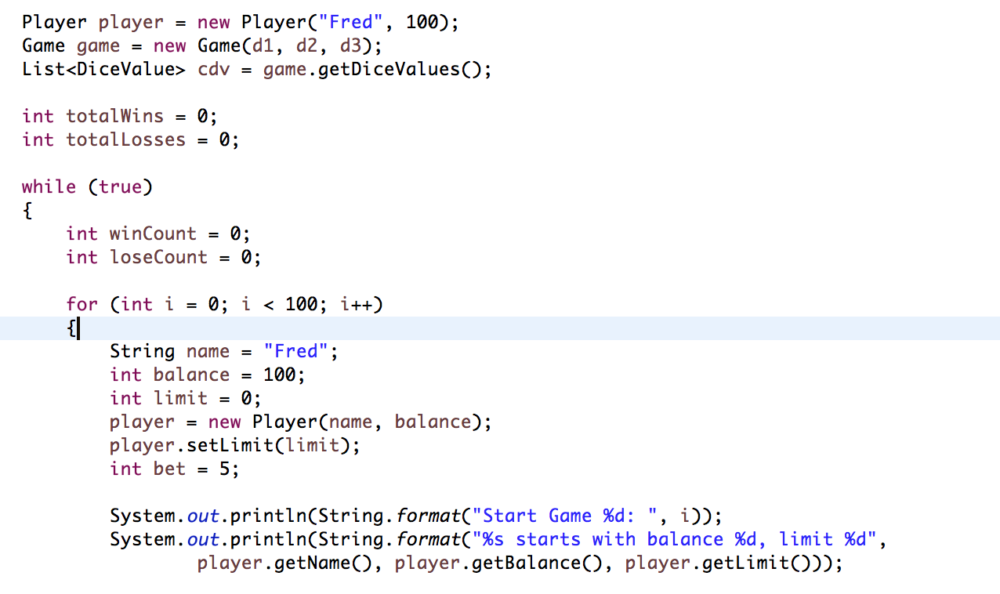 Player player = new Player("Fred", 100);
Game game = new Game(d1, d2, d3);
List<DiceValue> cdv = game.getDiceValues();

int totalWins = 0;
int totalLosses = 0;

while (true)
{
    int winCount = 0;
    int loseCount = 0;

    for (int i = 0; i < 100; i++)
    {
        String name = "Fred";
        int balance = 100;
        int limit = 0;
        player = new Player(name, balance);
        player.setLimit(limit);
        int bet = 5;

        System.out.println(String.format("Start Game %d: ", i));
        System.out.println(String.format("%s starts with balance %d, limit %d",
                player.getName(), player.getBalance(), player.getLimit()));